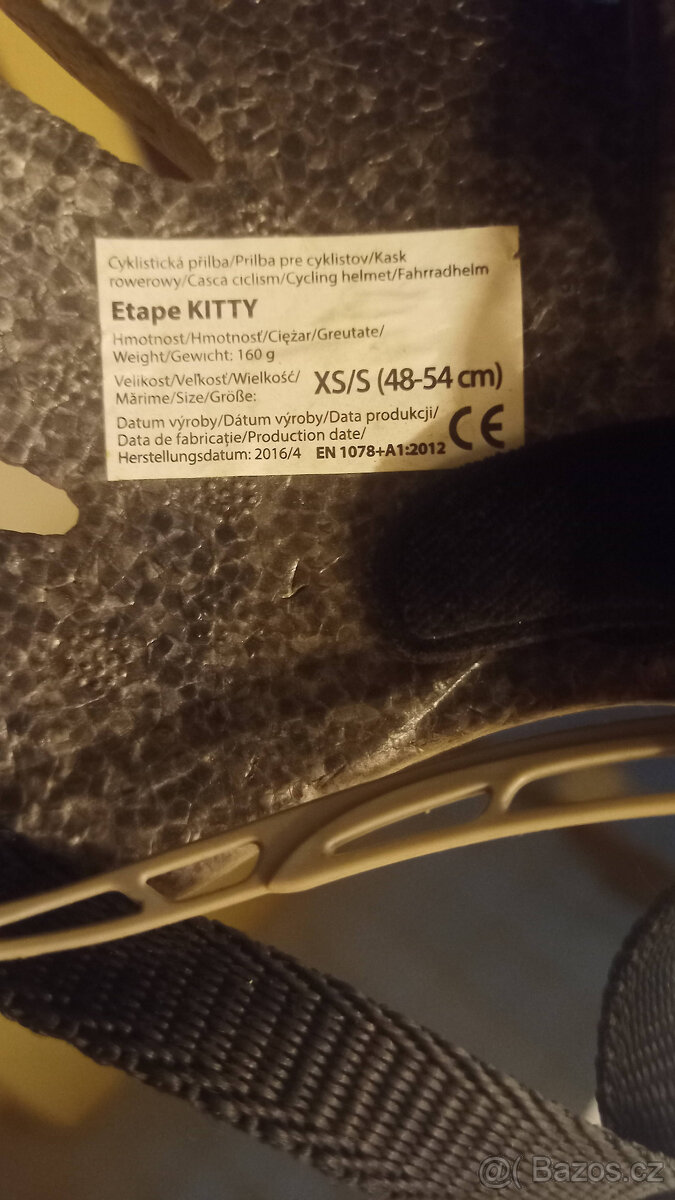 Cyklistická přilba/Prilba pre cyklistov/Kask
rowerowy/Casca ciclism/Cycling helmet/Fahrradhelm
Etape KITTY
Hmotnost/Hmotnosť/Ciężar/Greutate/
Weight/Gewicht: 160 g
Velikost/Veľkosť/Wielkość/
Mărime/Size/Größe:
XS/S (48-54 cm)
Datum výroby/Dátum výroby/Data produkcji/
Data de fabricație/Production date/
Herstellungsdatum: 2016/4 EN 1078+A1:2012
CE
@ Bazos.cz